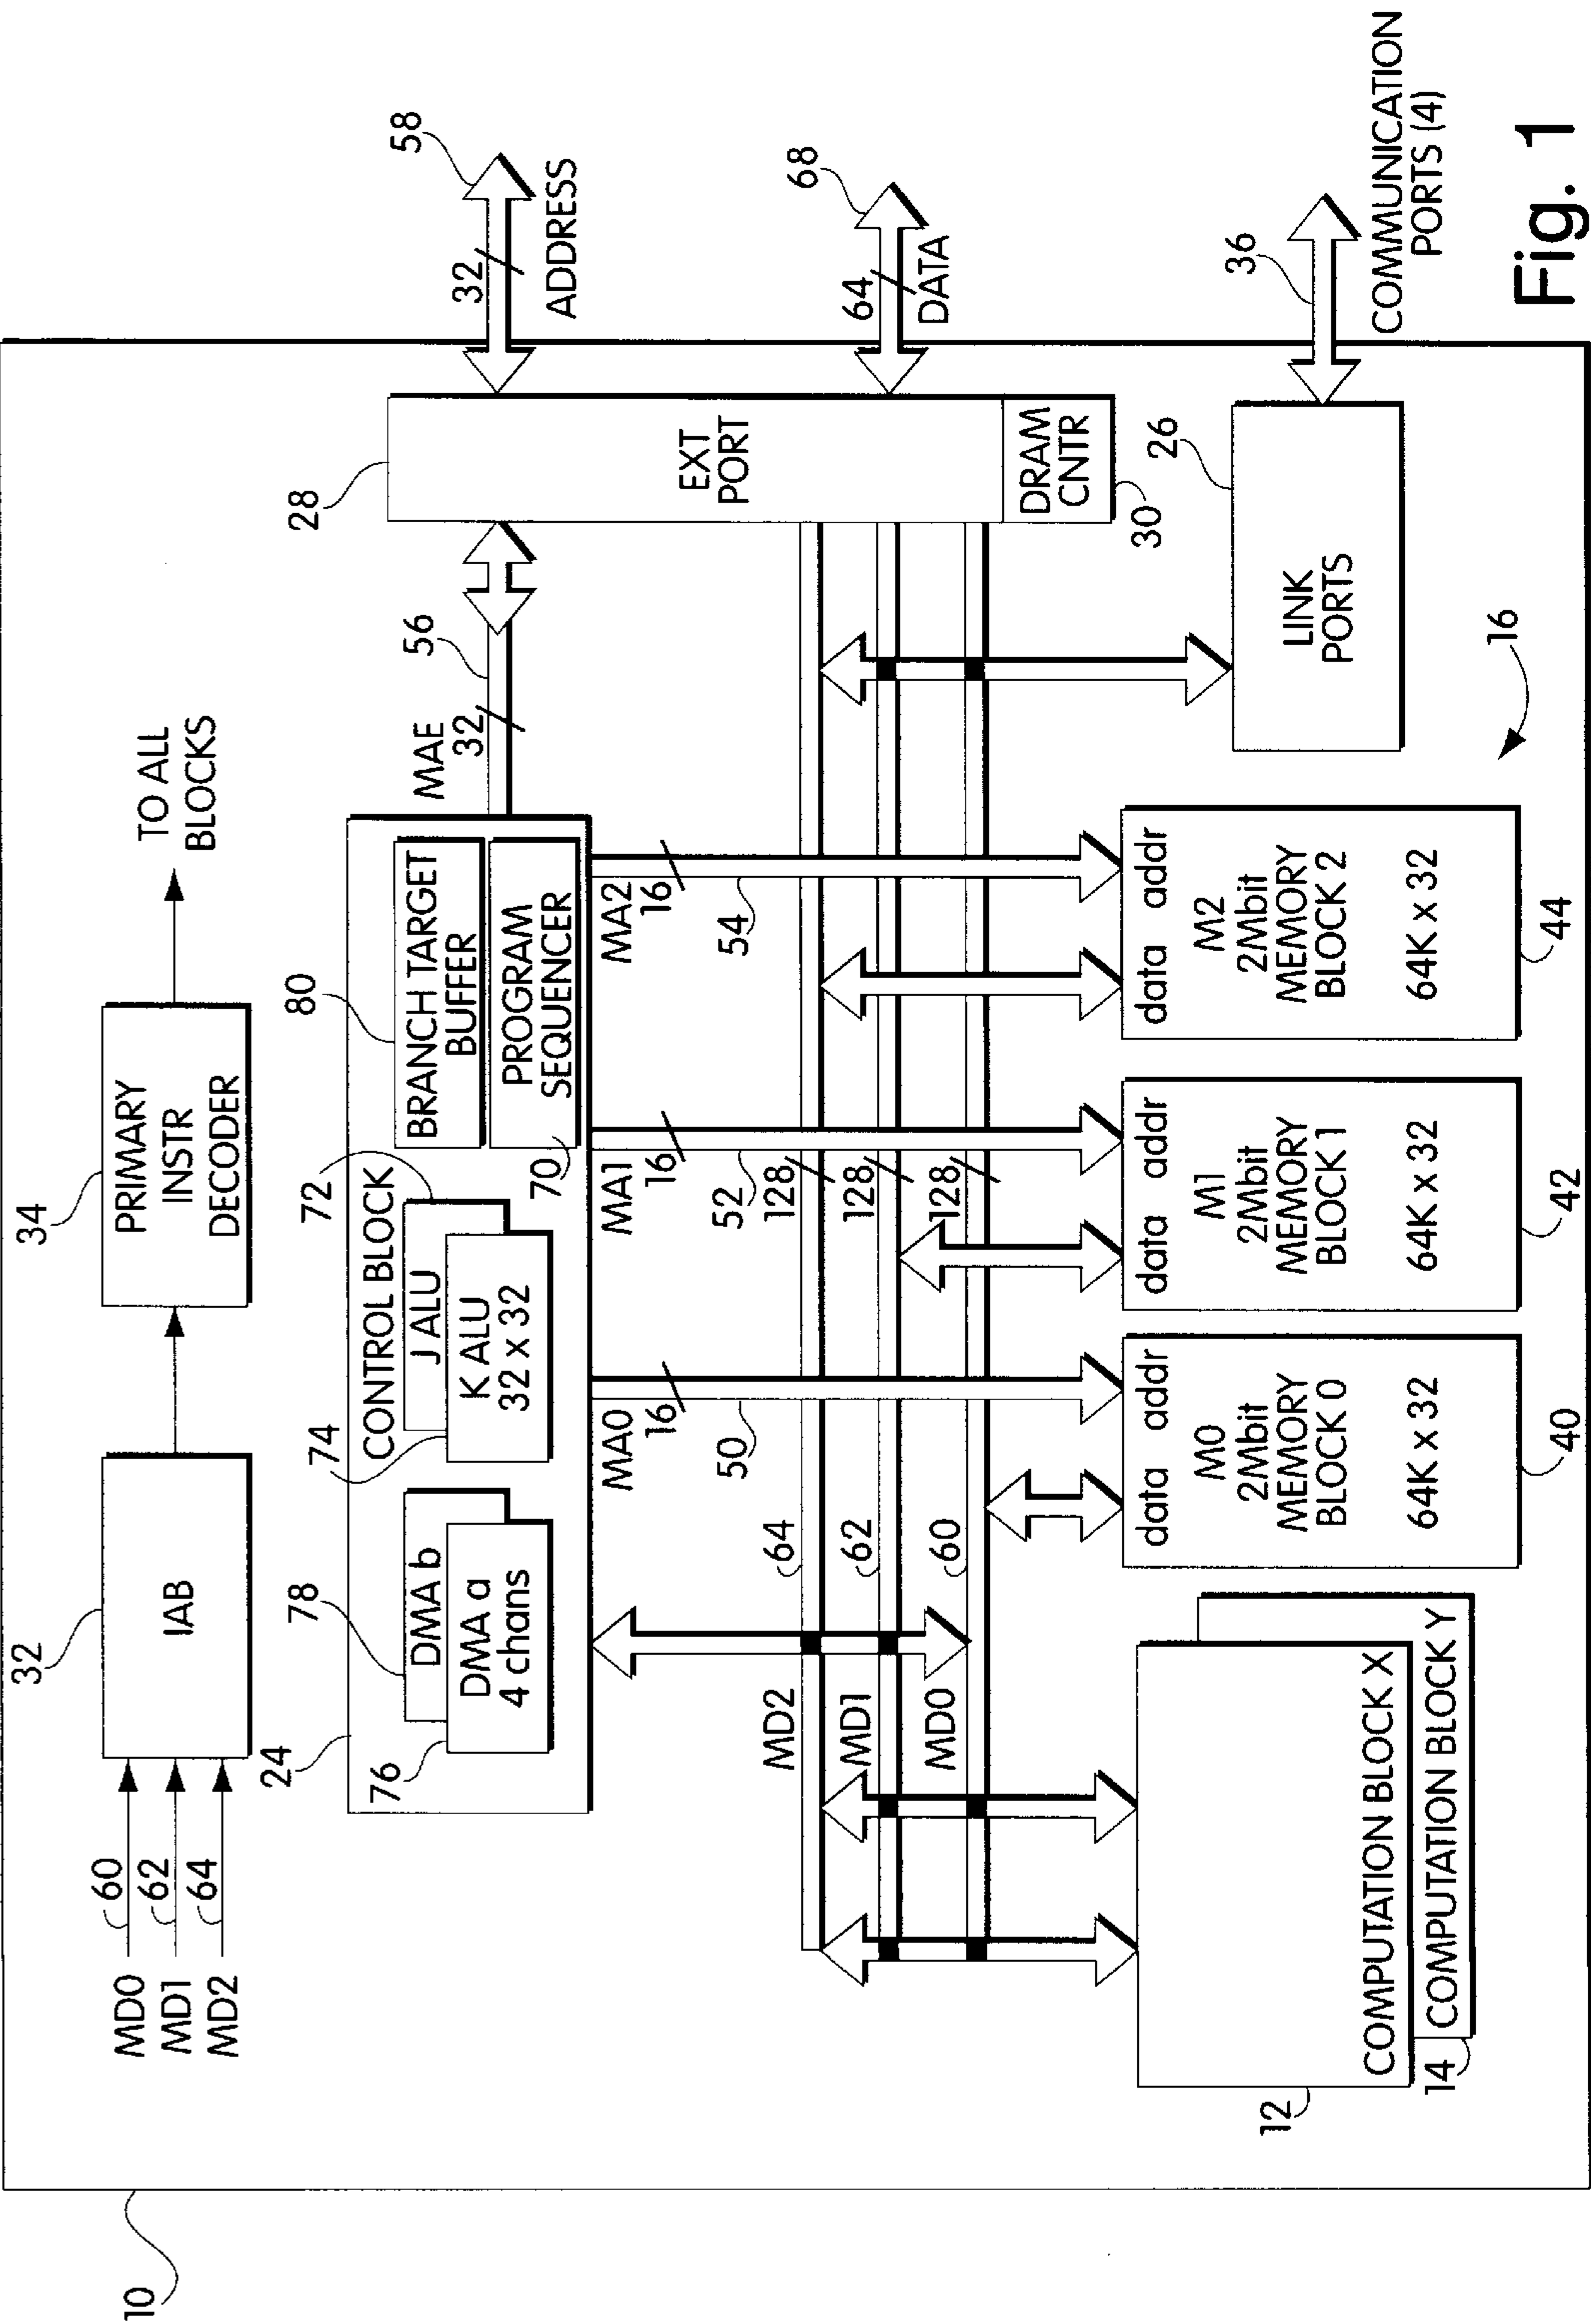 10
MD0
60
MD1
62
MD2
64
32
IAB
34
PRIMARY
INSTR
DECODER
TO ALL
BLOCKS
24
CONTROL BLOCK
78
DMA b
76
DMA a
4 chans
72
J ALU
74
K ALU
32 x 32
80
BRANCH TARGET
BUFFER
PROGRAM
SEQUENCER
70
MAE
32
56
28
EXT
PORT
DRAM
CNTR
30
32
58
ADDRESS
64
68
DATA
MA0
16
50
MA1
16
52
MA2
16
54
MD2
64
128
MD1
62
128
MD0
60
128
12
COMPUTATION BLOCK X
14
COMPUTATION BLOCK Y
data addr
M0
2Mbit
MEMORY
BLOCK 0
64K x 32
40
data addr
M1
2Mbit
MEMORY
BLOCK 1
64K x 32
42
data addr
M2
2Mbit
MEMORY
BLOCK 2
64K x 32
44
16
26
LINK
PORTS
36
COMMUNICATION
PORTS (4)
Fig. 1